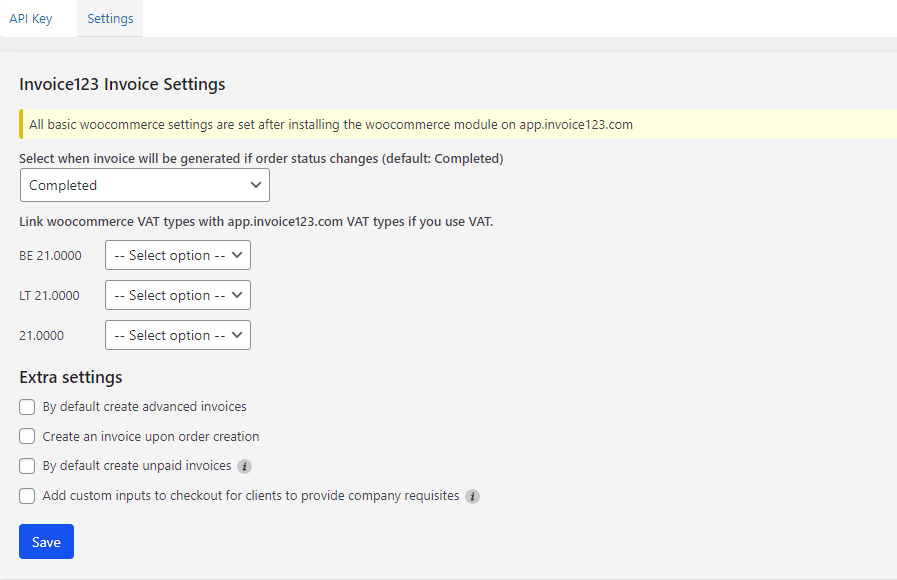 API Key Settings
Invoice123 Invoice Settings
All basic woocommerce settings are set after installing the woocommerce module on app.invoice123.com
Select when invoice will be generated if order status changes (default: Completed)
Completed
Link woocommerce VAT types with app.invoice123.com VAT types if you use VAT.
BE 21.0000 -- Select option --
LT 21.0000 -- Select option --
21.0000 -- Select option --
Extra settings
By default create advanced invoices
Create an invoice upon order creation
By default create unpaid invoices i
Add custom inputs to checkout for clients to provide company requisites i
Save